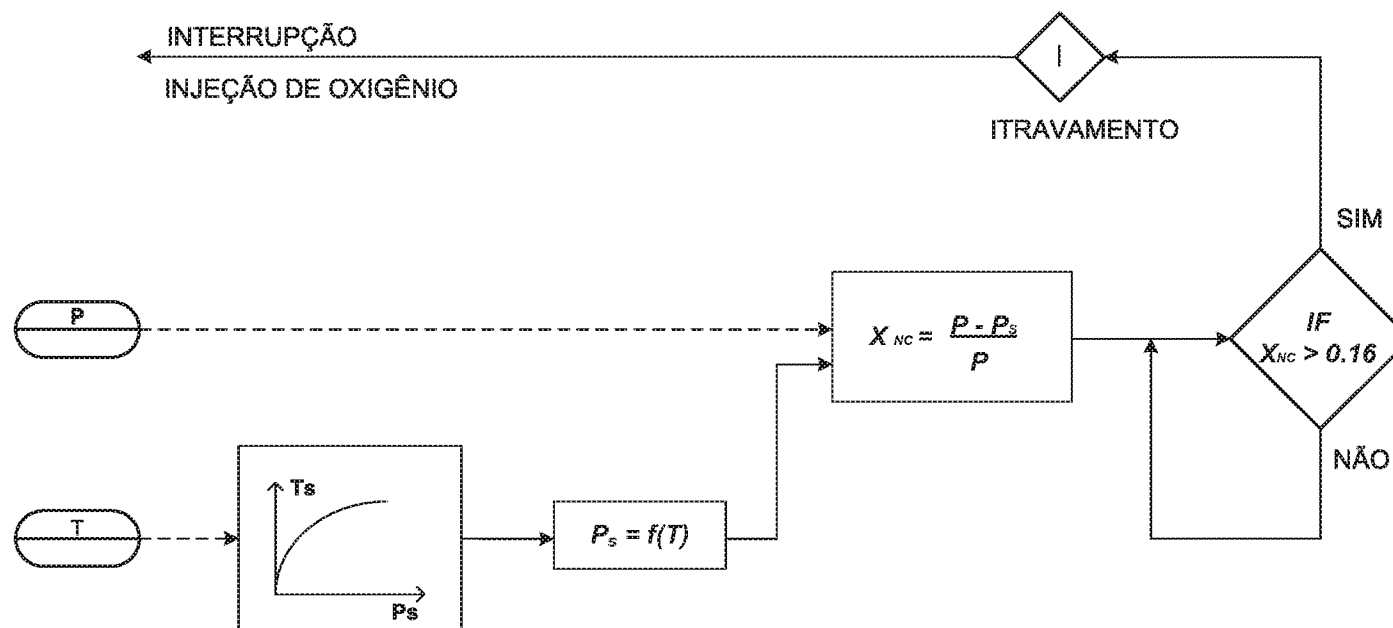 INTERRUPÇÃO
INJEÇÃO DE OXIGÊNIO
I
ITRAVAMENTO
SIM
P
X NC = P - PS
P
IF
XNC > 0.16
NÃO
T
Ts
Ps
Ps = f(T)